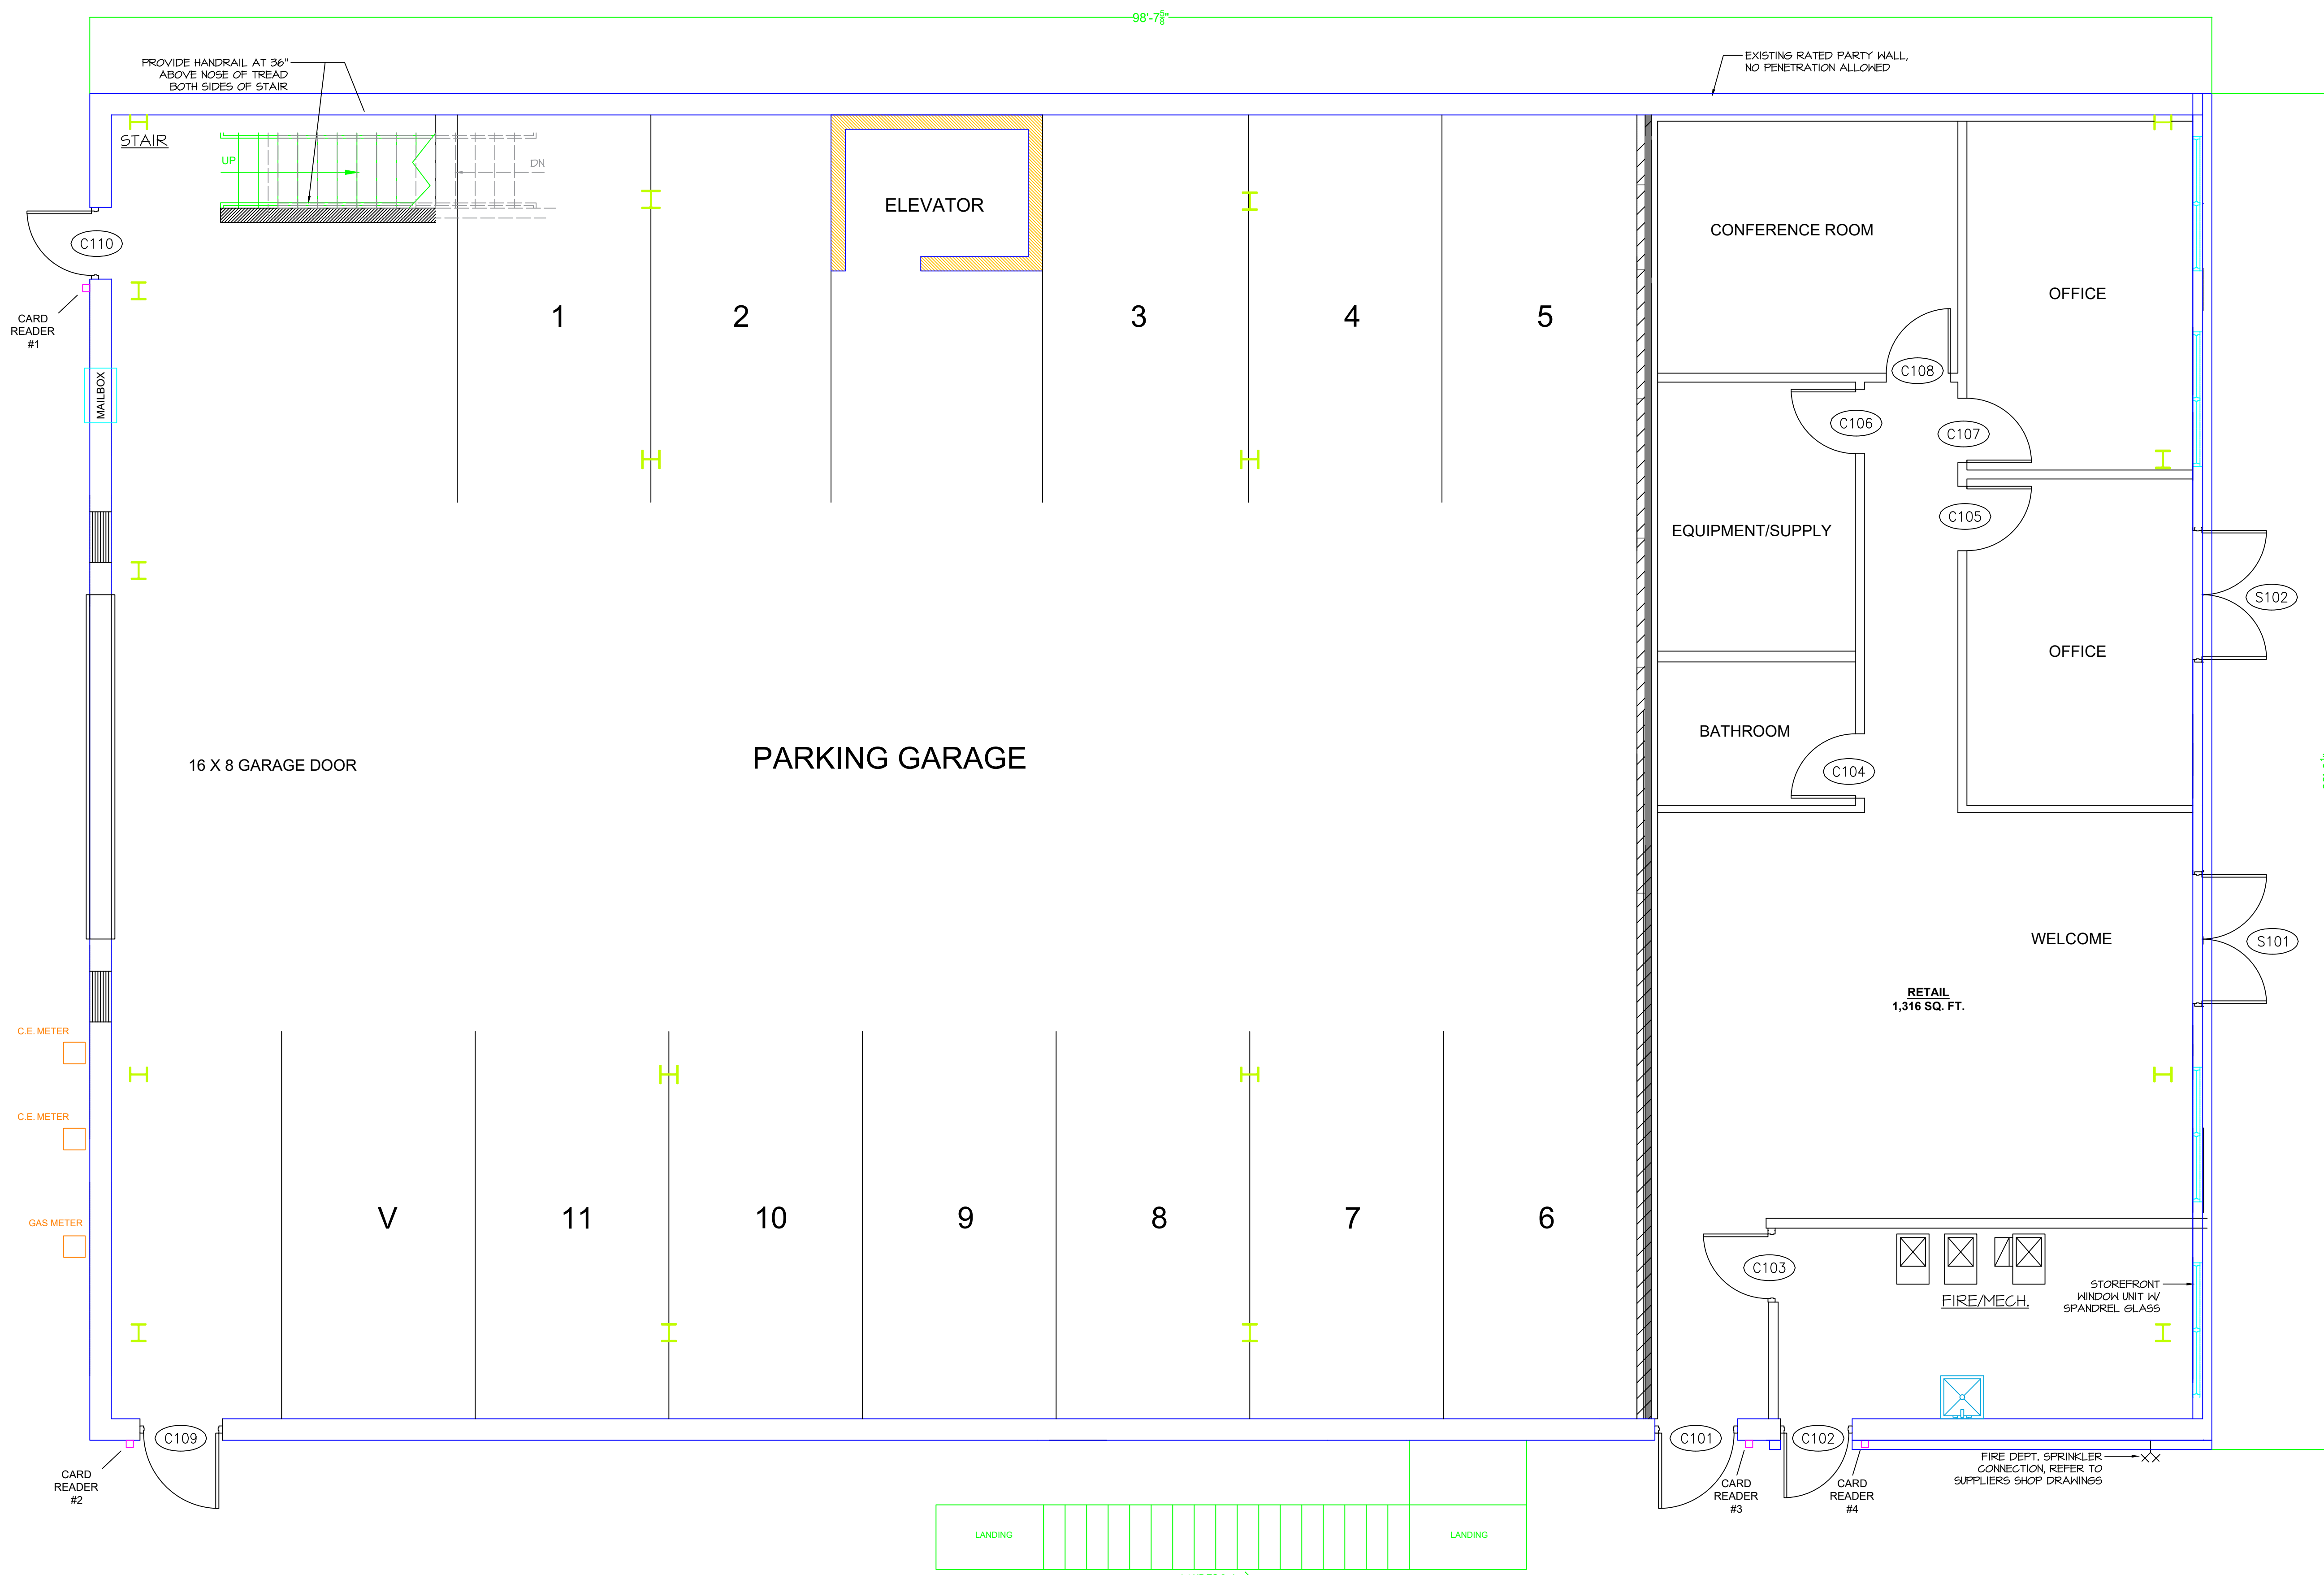 98'-7 5/8"
PROVIDE HANDRAIL AT 36"
ABOVE NOSE OF TREAD
BOTH SIDES OF STAIR
EXISTING RATED PARTY WALL,
NO PENETRATION ALLOWED
STAIR
UP
DN
ELEVATOR
CONFERENCE ROOM
C110
CARD
READER
#1
OFFICE
1
2
3
4
5
MAILBOX
C108
C106
C107
C105
EQUIPMENT/SUPPLY
S102
OFFICE
BATHROOM
PARKING GARAGE
16 X 8 GARAGE DOOR
C104
WELCOME
S101
RETAIL
1,316 SQ. FT.
C.E. METER
C.E. METER
GAS METER
V
11
10
9
8
7
6
C103
STOREFRONT
WINDOW UNIT W/
SPANDREL GLASS
FIRE/MECH.
C109
C101
C102
CARD
READER
#2
CARD
READER
#3
CARD
READER
#4
FIRE DEPT. SPRINKLER
CONNECTION, REFER TO
SUPPLIERS SHOP DRAWINGS
LANDING
LANDING